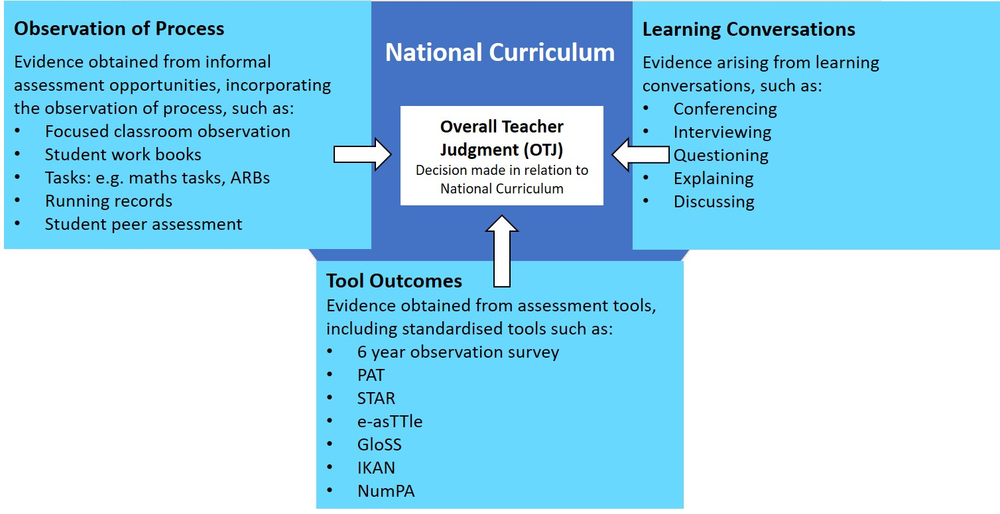 Observation of Process
Evidence obtained from informal
assessment opportunities, incorporating
the observation of process, such as:
• Focused classroom observation
• Student work books
• Tasks: e.g. maths tasks, ARBs
• Running records
• Student peer assessment
National Curriculum
Overall Teacher
Judgment (OTJ)
Decision made in relation to
National Curriculum
Learning Conversations
Evidence arising from learning
conversations, such as:
• Conferencing
• Interviewing
Questioning
• Explaining
• Discussing
Tool Outcomes
Evidence obtained from assessment tools,
including standardised tools such as:
• 6 year observation survey
• PAT
• STAR
• e-asTTle
• GloSS
• IKAN
• NumPA